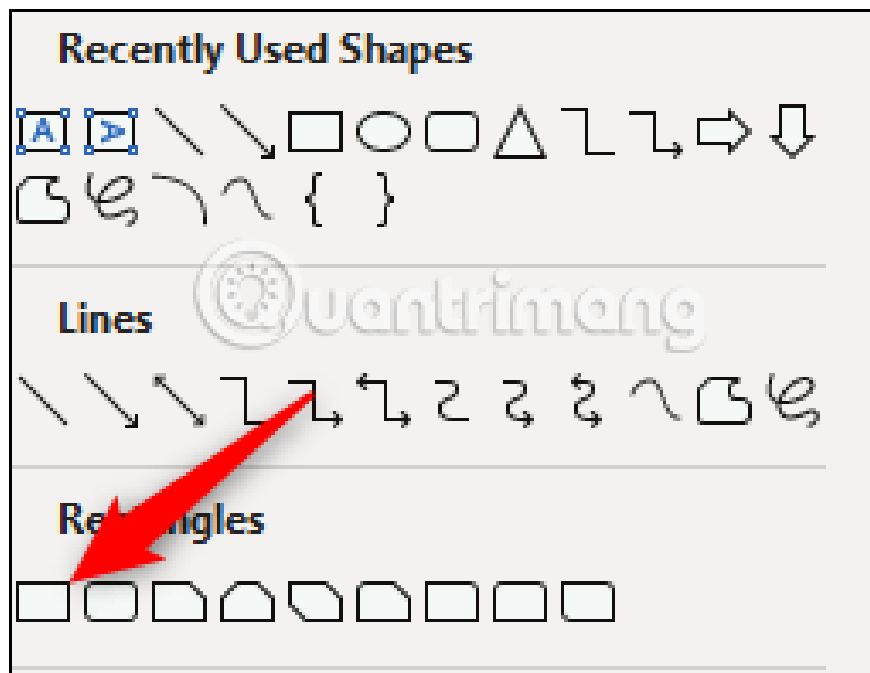 Recently Used Shapes
A A
Quantrimang
Lines
Rectangles